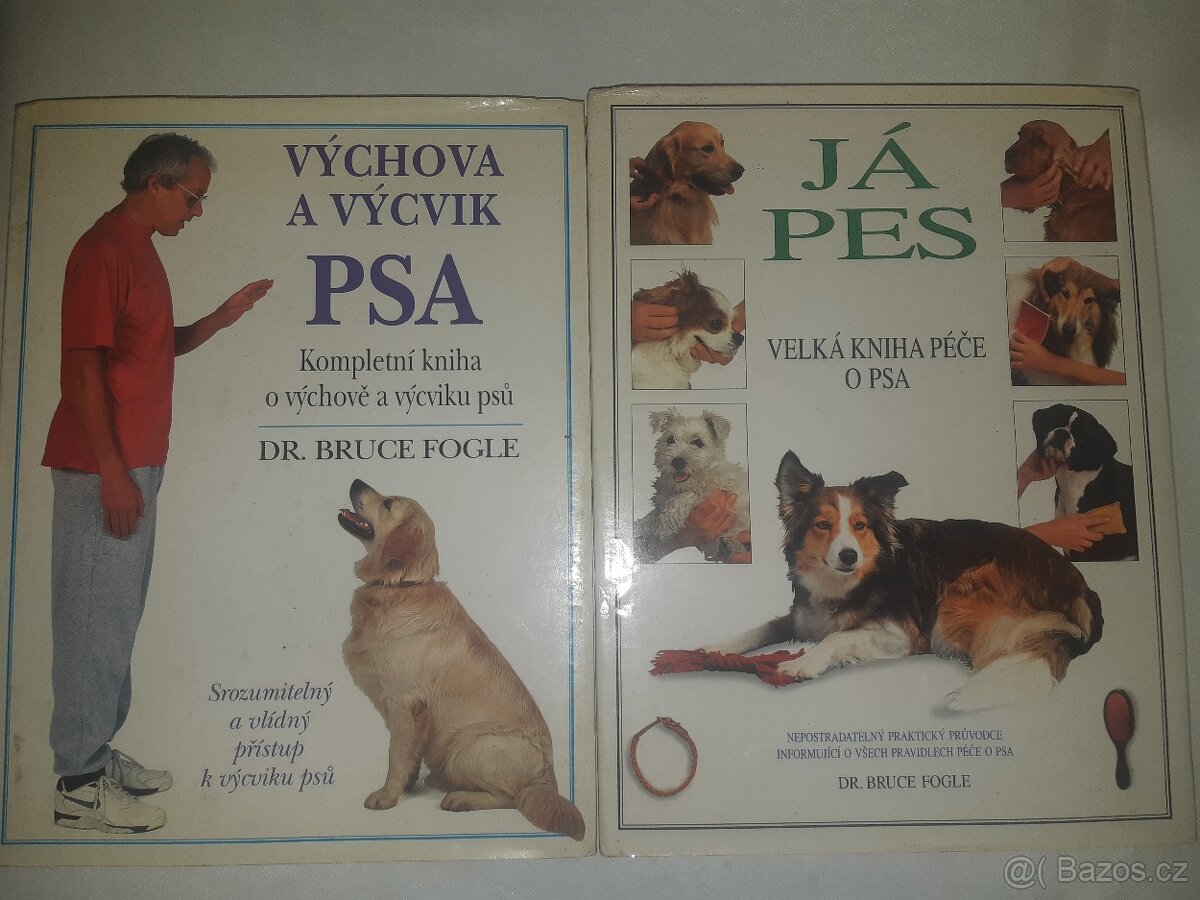 VÝCHOVA
A VÝCVIK
PSA
Kompletní kniha
o výchově a výcviku psů
DR. BRUCE FOGLE
Srozumitelný
a vlídný
přístup
k výcviku psů
JÁ
PES
VELKÁ KNIHA PÉČE
O PSA
NEPOSTRADATELNÝ PRAKTICKÝ PRŮVODCE
INFORMUJÍCÍ O VŠECH PRAVIDLECH PÉČE O PSA
DR. BRUCE FOGLE
@( Bazos.cz